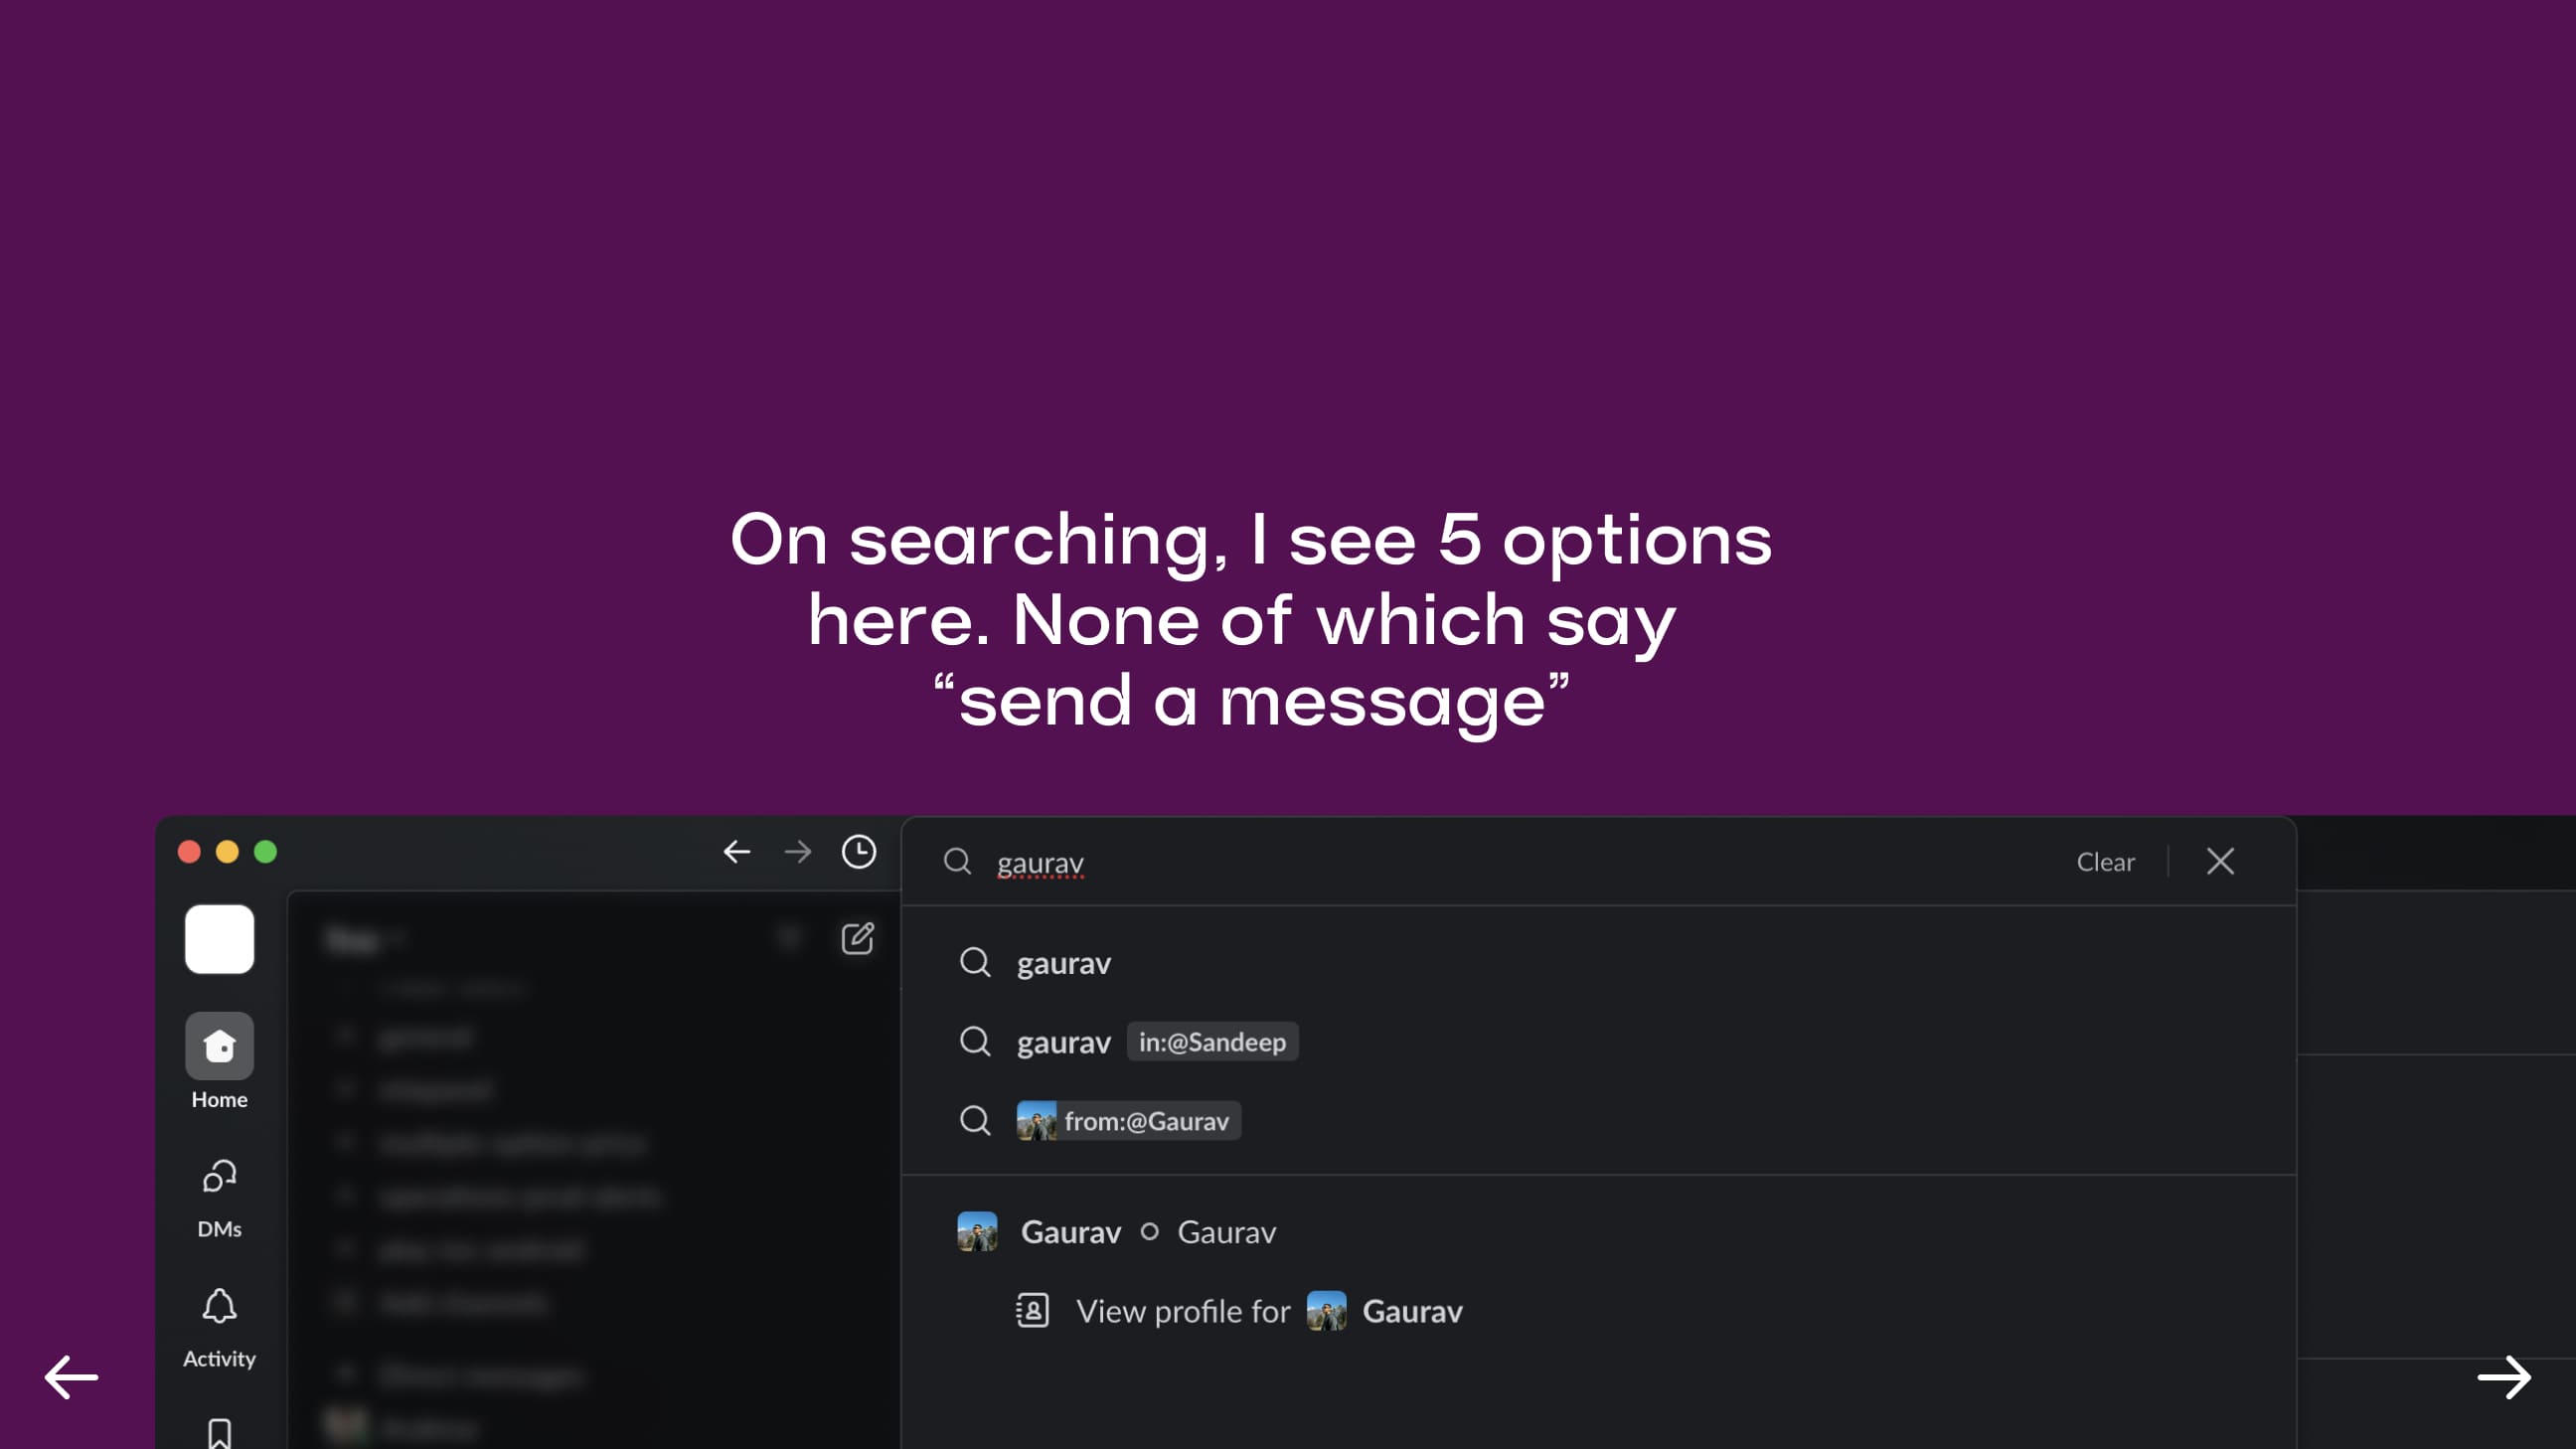 On searching, I see 5 options
here. None of which say
“send a message”
gaurav
Clear
gaurav
gaurav in:@Sandeep
from:@Gaurav
Gaurav Gaurav
View profile for Gaurav
Home
DMs
Activity